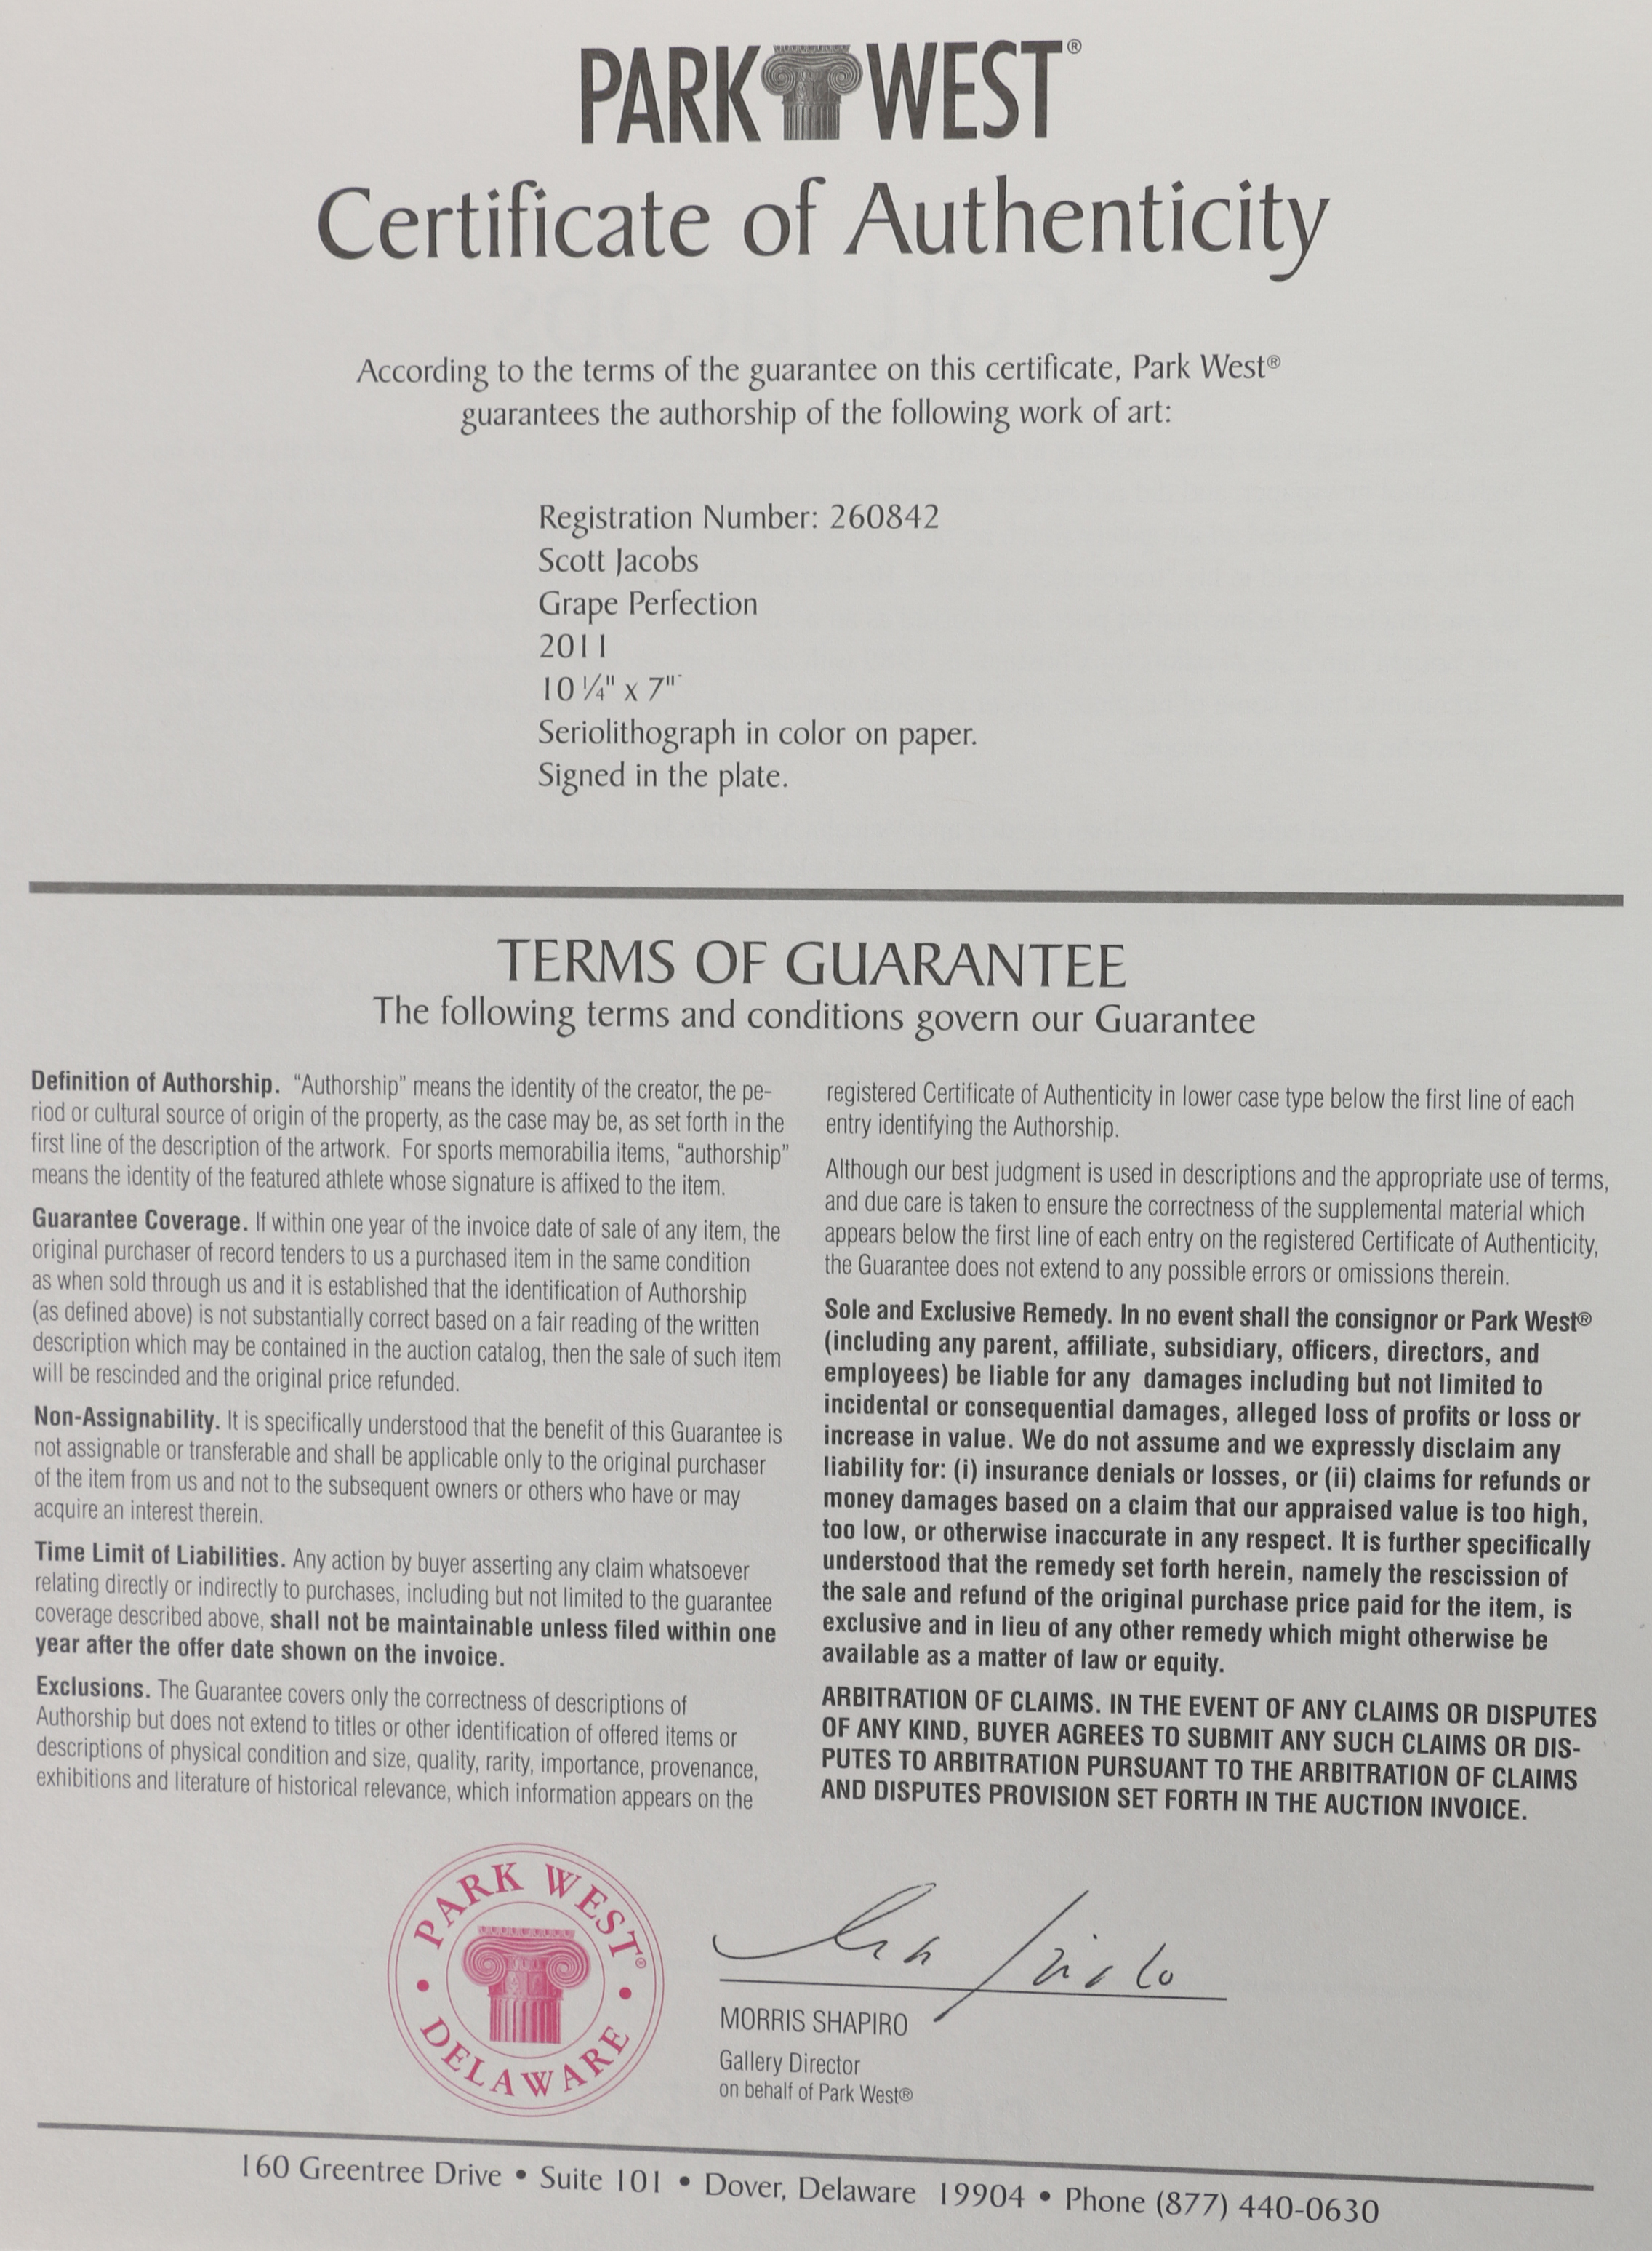 PARK WEST®
Certificate of Authenticity
According to the terms of the guarantee on this certificate, Park West®
guarantees the authorship of the following work of art:
Registration Number: 260842
Scott Jacobs
Grape Perfection
2011
10 ¼" x 7"
Seriolithograph in color on paper.
Signed in the plate.
TERMS OF GUARANTEE
The following terms and conditions govern our Guarantee
Definition of Authorship. “Authorship” means the identity of the creator, the pe-
riod or cultural source of origin of the property, as the case may be, as set forth in the
first line of the description of the artwork. For sports memorabilia items, “authorship”
means the identity of the featured athlete whose signature is affixed to the item.
Guarantee Coverage. If within one year of the invoice date of sale of any item, the
original purchaser of record tenders to us a purchased item in the same condition
as when sold through us and it is established that the identification of Authorship
(as defined above) is not substantially correct based on a fair reading of the written
description which may be contained in the auction catalog, then the sale of such item
will be rescinded and the original price refunded.
Non-Assignability. It is specifically understood that the benefit of this Guarantee is
not assignable or transferable and shall be applicable only to the original purchaser
of the item from us and not to the subsequent owners or others who have or may
acquire an interest therein.
Time Limit of Liabilities. Any action by buyer asserting any claim whatsoever
relating directly or indirectly to purchases, including but not limited to the guarantee
coverage described above, shall not be maintainable unless filed within one
year after the offer date shown on the invoice.
Exclusions. The Guarantee covers only the correctness of descriptions of
Authorship but does not extend to titles or other identification of offered items or
descriptions of physical condition and size, quality, rarity, importance, provenance,
exhibitions and literature of historical relevance, which information appears on the
registered Certificate of Authenticity in lower case type below the first line of each
entry identifying the Authorship.
Although our best judgment is used in descriptions and the appropriate use of terms,
and due care is taken to ensure the correctness of the supplemental material which
appears below the first line of each entry on the registered Certificate of Authenticity,
the Guarantee does not extend to any possible errors or omissions therein.
Sole and Exclusive Remedy. In no event shall the consignor or Park West®
(including any parent, affiliate, subsidiary, officers, directors, and
employees) be liable for any damages including but not limited to
incidental or consequential damages, alleged loss of profits or loss or
increase in value. We do not assume and we expressly disclaim any
liability for: (i) insurance denials or losses, or (ii) claims for refunds or
money damages based on a claim that our appraised value is too high,
too low, or otherwise inaccurate in any respect. It is further specifically
understood that the remedy set forth herein, namely the rescission of
the sale and refund of the original purchase price paid for the item, is
exclusive and in lieu of any other remedy which might otherwise be
available as a matter of law or equity.
ARBITRATION OF CLAIMS. IN THE EVENT OF ANY CLAIMS OR DISPUTES
OF ANY KIND, BUYER AGREES TO SUBMIT ANY SUCH CLAIMS OR DIS-
PUTES TO ARBITRATION PURSUANT TO THE ARBITRATION OF CLAIMS
AND DISPUTES PROVISION SET FORTH IN THE AUCTION INVOICE.
PARK WEST®
DELAWARE
MORRIS SHAPIRO
Gallery Director
on behalf of Park West®
160 Greentree Drive • Suite 101 • Dover, Delaware 19904 • Phone (877) 440-0630